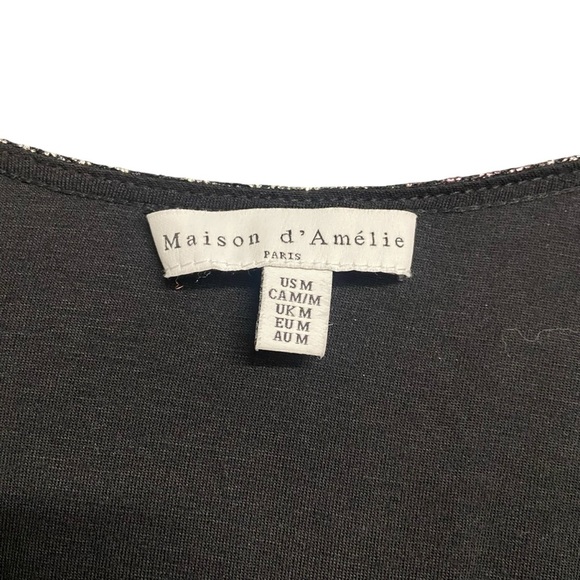 Maison d'Amélie
PARIS
US M
CA M/M
UK M
EU M
AU M